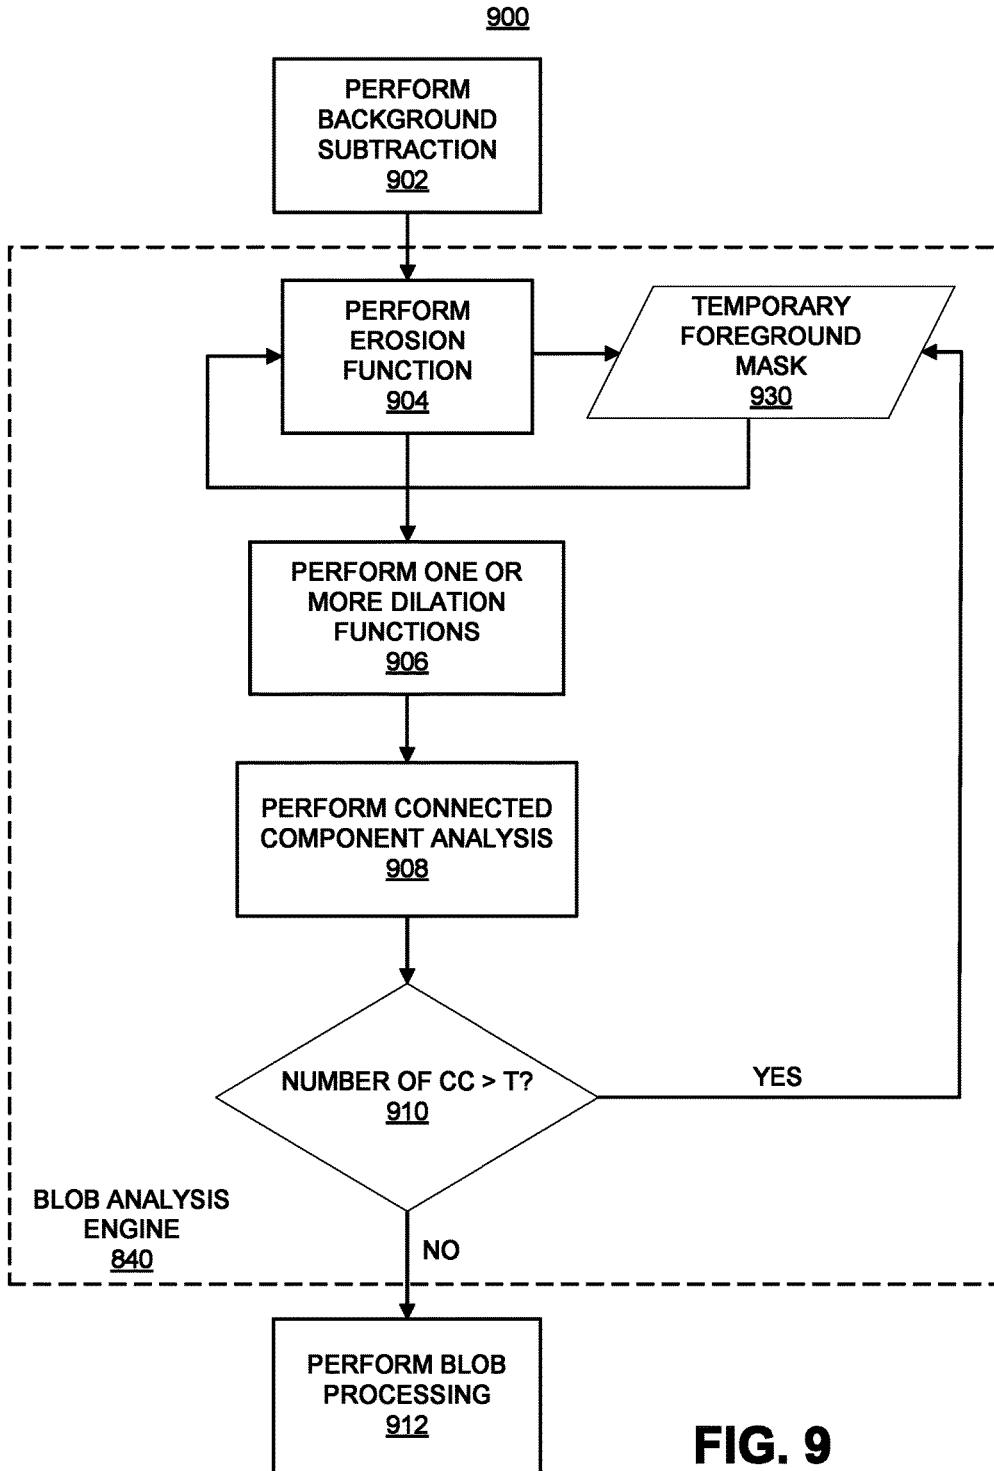 900
PERFORM
BACKGROUND
SUBTRACTION
902
PERFORM
EROSION
FUNCTION
904
TEMPORARY
FOREGROUND
MASK
930
PERFORM ONE OR
MORE DILATION
FUNCTIONS
906
PERFORM CONNECTED
COMPONENT ANALYSIS
908
NUMBER OF CC > T?
910
YES
BLOB ANALYSIS
ENGINE
840
NO
PERFORM BLOB
PROCESSING
912
FIG. 9